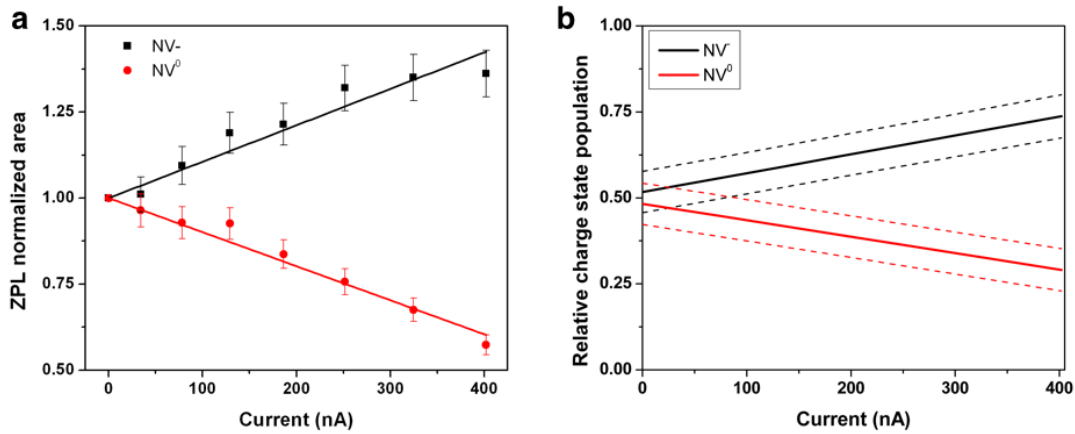 a
1.50
1.25
1.00
0.75
0.50
ZPL normalized area
NV-
NV⁰
0 100 200 300 400
Current (nA)
b
1.00
0.75
0.50
0.25
0.00
Relative charge state population
NV⁻
NV⁰
0 100 200 300 400
Current (nA)